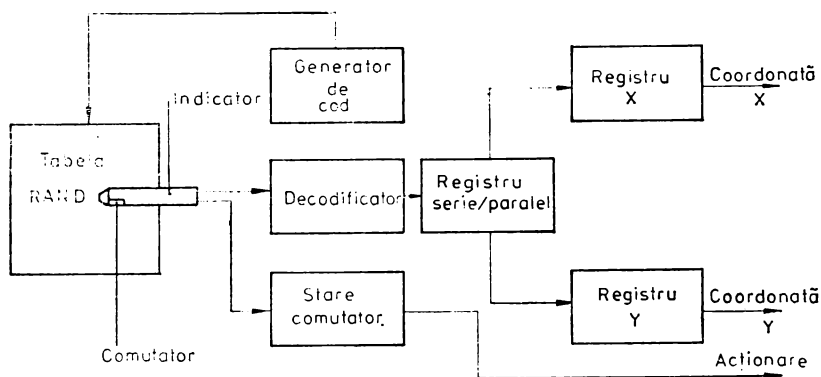 Generator
de
cod
Indicator
Tabela
RAND
Decodificator
Registru
serie/paralel
Registru
X
Coordonată
X
Stare
comutator
Registru
Y
Coordonată
Y
Comutator
Actionare